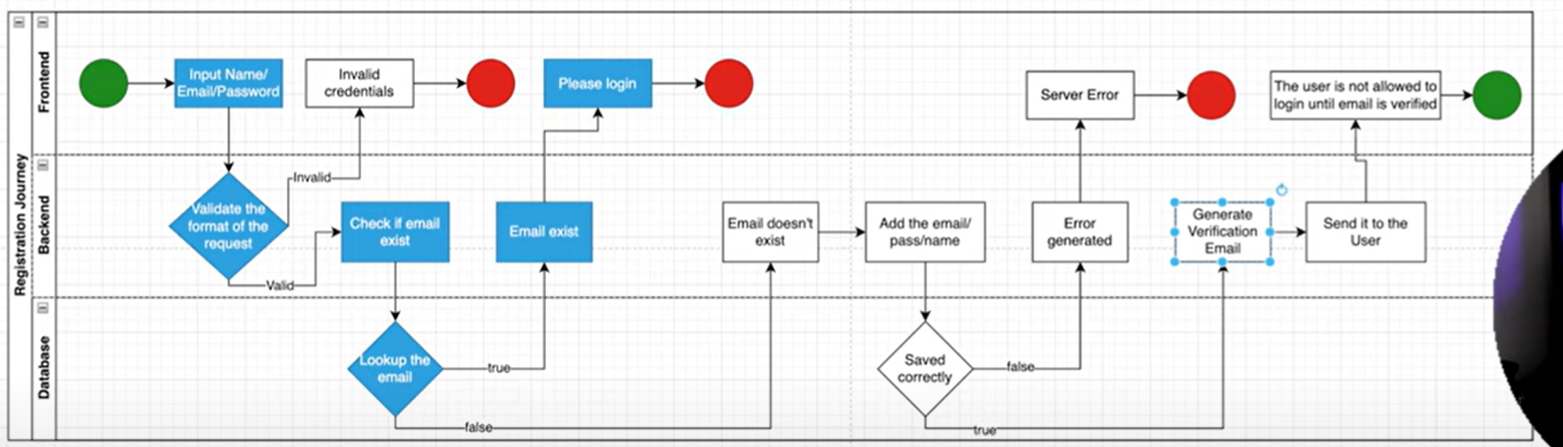 Registration Journey
Frontend
Input Name/
Email/Password
Invalid
credentials
Please login
Server Error
The user is not allowed to
login until email is verified
Backend
Validate the
format of the
request
Invalid
Valid
Check if email
exist
Email exist
Email doesn't
exist
Add the email/
pass/name
Error
generated
Generate
Verification
Email
Send it to the
User
Database
Lookup the
email
true
false
Saved
correctly
false
true